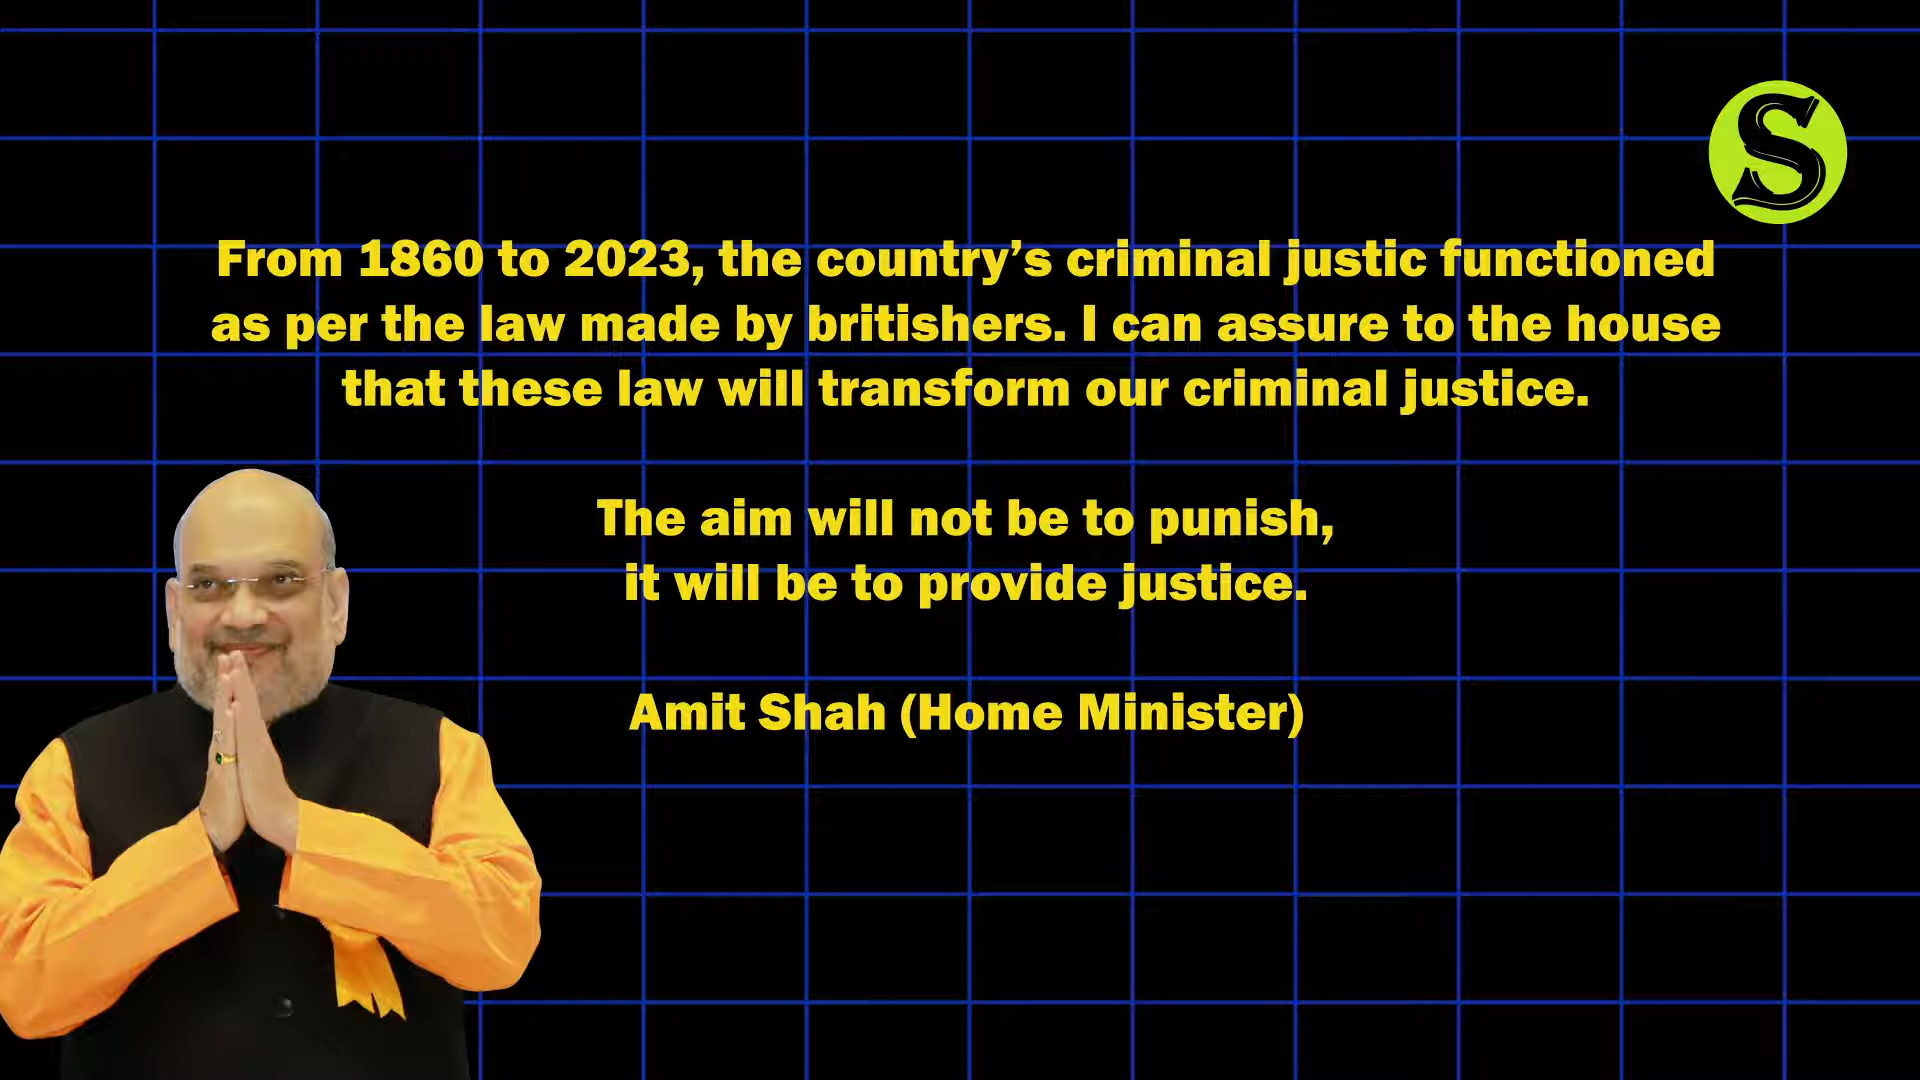 S
From 1860 to 2023, the country’s criminal justic functioned
as per the law made by britishers. I can assure to the house
that these law will transform our criminal justice.
The aim will not be to punish,
it will be to provide justice.
Amit Shah (Home Minister)